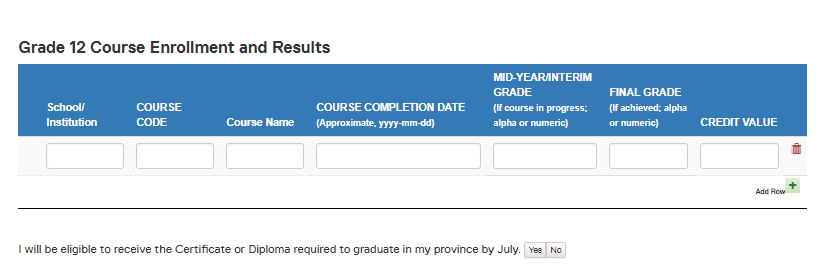 Grade 12 Course Enrollment and Results
School/
Institution
COURSE
CODE
Course Name
COURSE COMPLETION DATE
(Approximate, yyyy-mm-dd)
MID-YEAR/INTERIM
GRADE
(If course in progress;
alpha or numeric)
FINAL GRADE
(If achieved; alpha
or numeric)
CREDIT VALUE
Add Row
I will be eligible to receive the Certificate or Diploma required to graduate in my province by July. Yes No